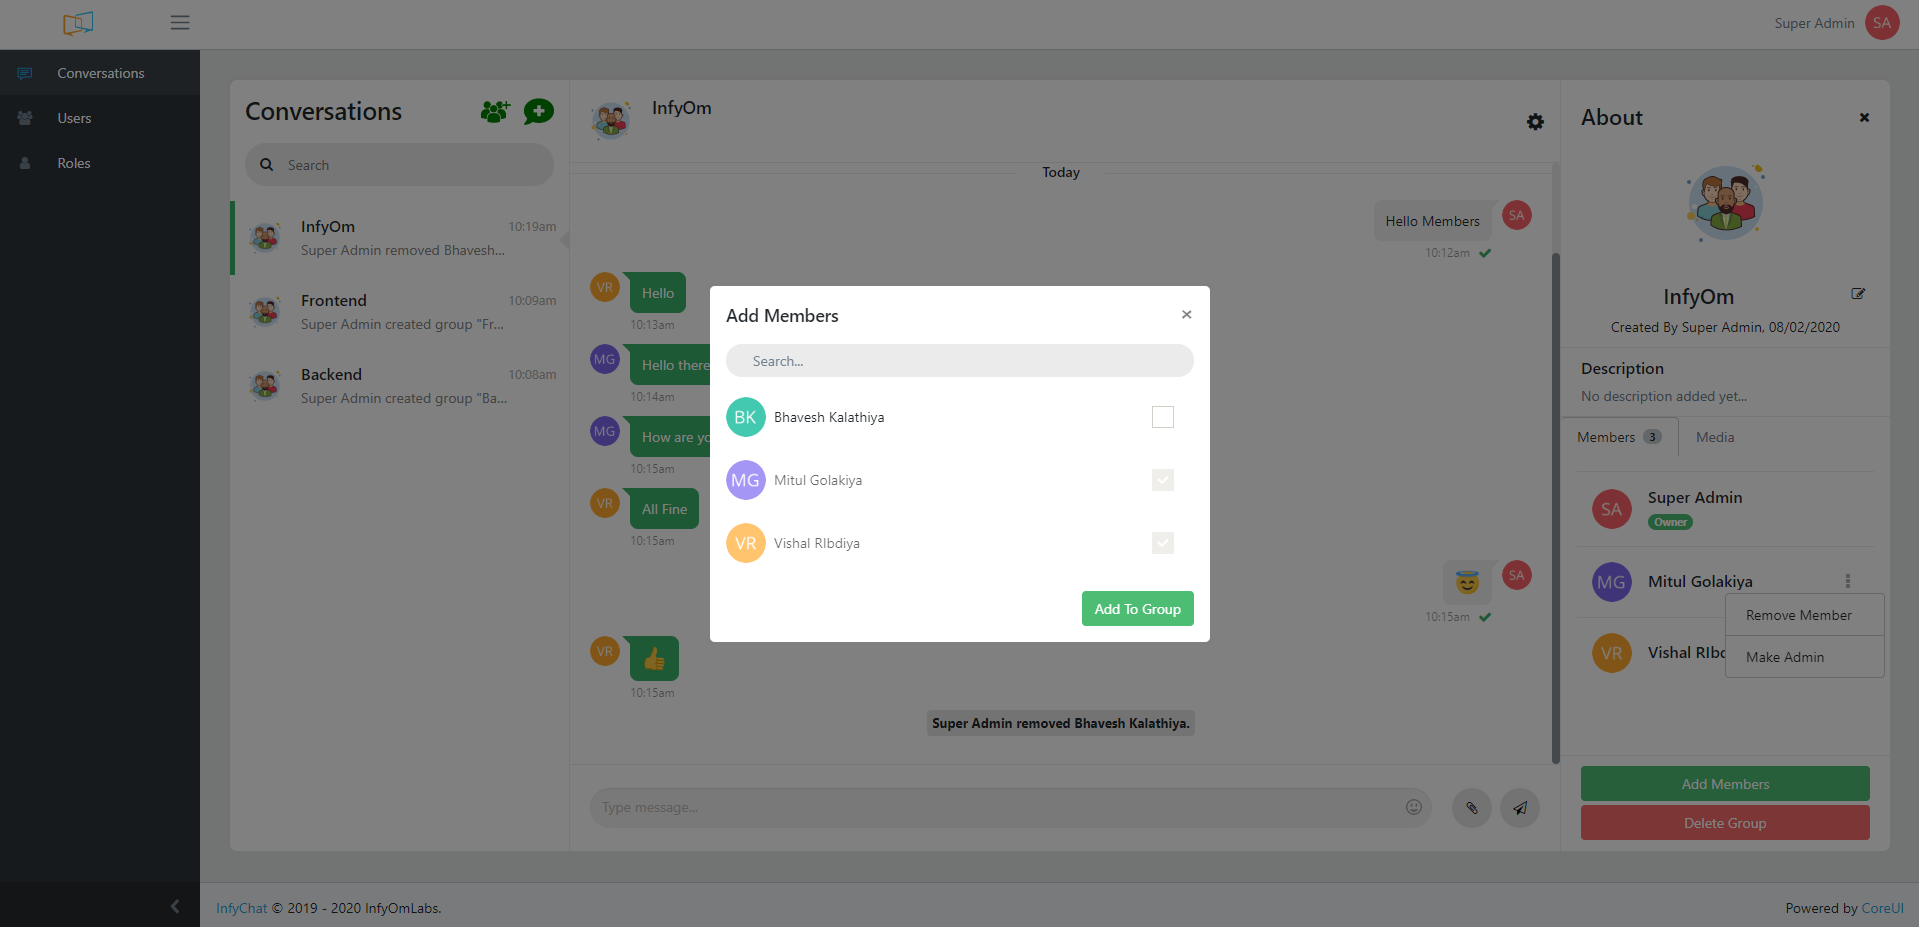 Super Admin
SA
Conversations
Users
Roles
Conversations
Search
InfyOm
10:19am
Super Admin removed Bhavesh...
Frontend
10:09am
Super Admin created group "Fr...
Backend
10:08am
Super Admin created group "Ba...
InfyOm
Today
Hello Members
SA
10:12am
VR
Hello
10:13am
MG
Hello there
10:14am
MG
How are yo
10:15am
VR
All Fine
10:15am
SA
10:15am
VR
10:15am
Super Admin removed Bhavesh Kalathiya.
Type message...
Add Members
×
Search...
BK
Bhavesh Kalathiya
MG
Mitul Golakiya
VR
Vishal RIbdiya
Add To Group
About
InfyOm
Created By Super Admin, 08/02/2020
Description
No description added yet...
Members 3
Media
SA
Super Admin
Owner
MG
Mitul Golakiya
Remove Member
Make Admin
VR
Vishal RIbd
Add Members
Delete Group
InfyChat © 2019 - 2020 InfyOmLabs.
Powered by CoreUI